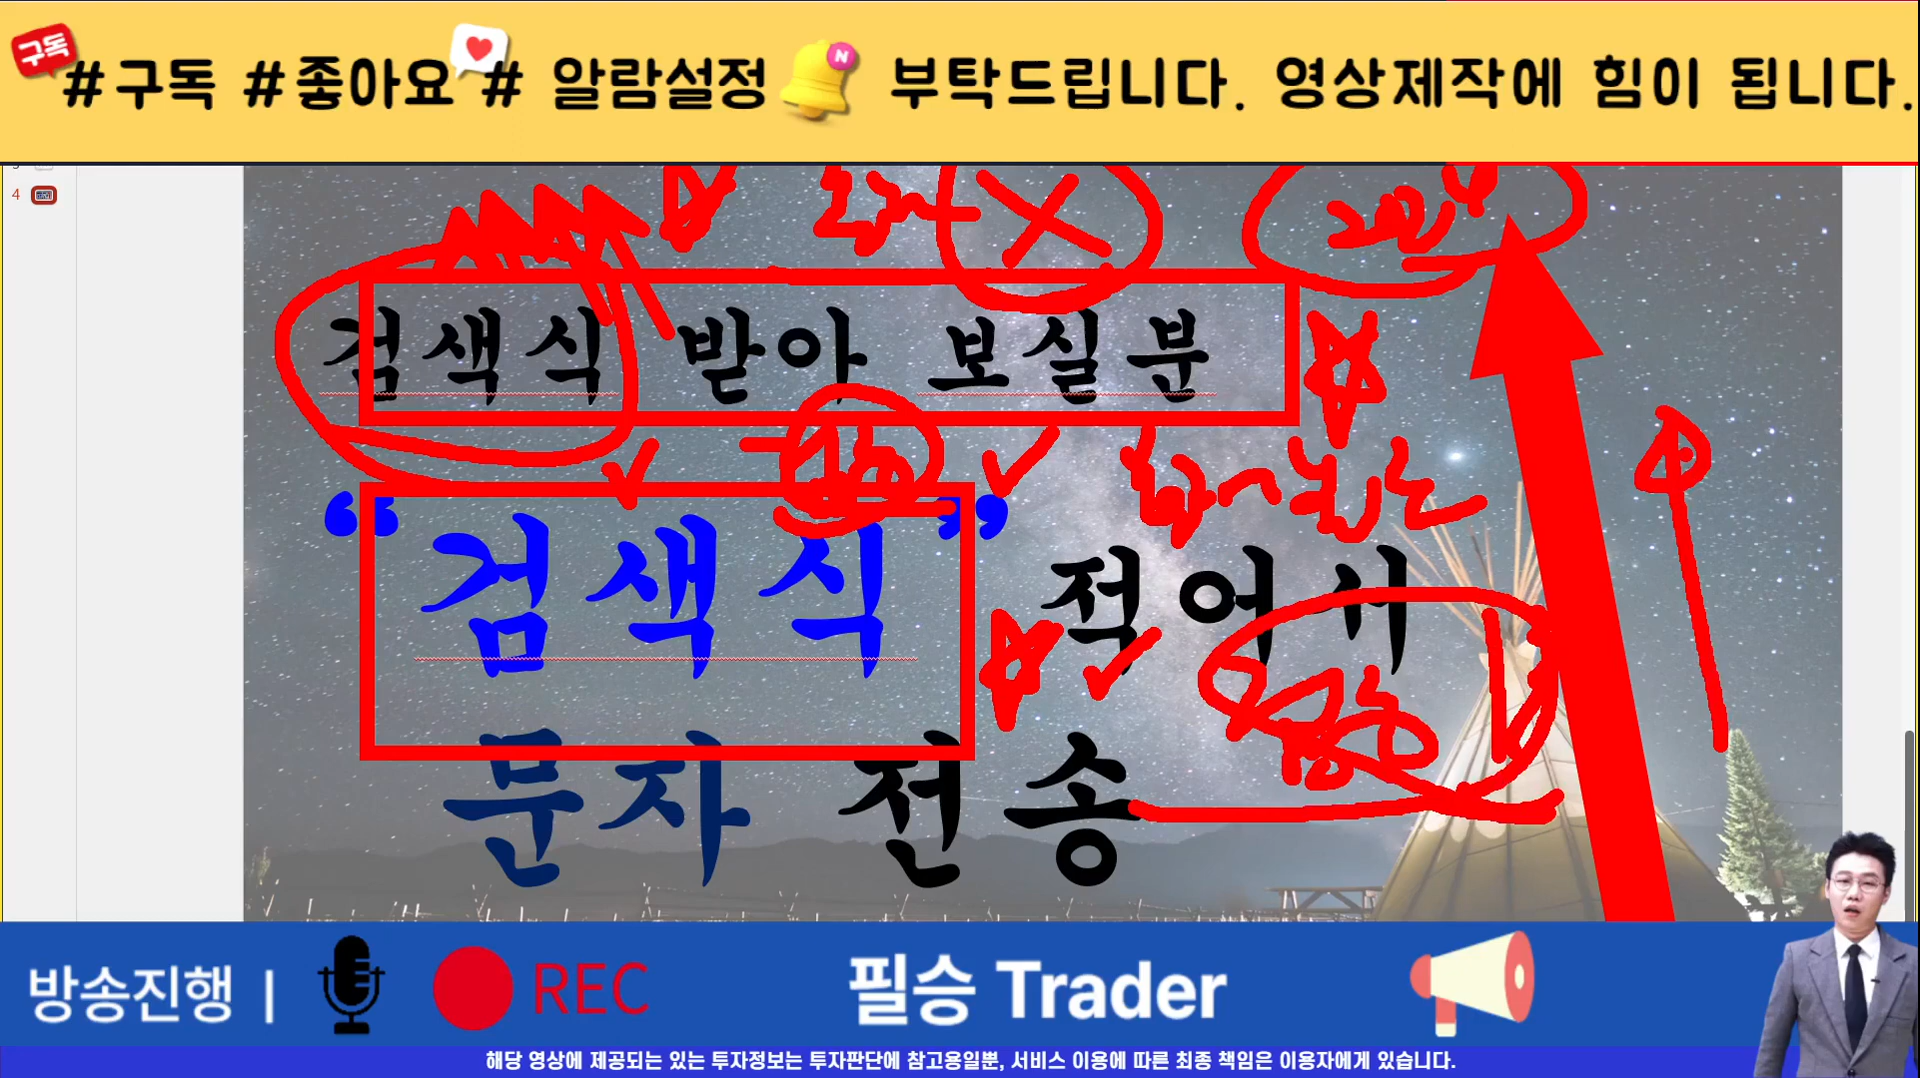 구독
#구독 #좋아요 # 알람설정 N 부탁드립니다. 영상제작에 힘이 됩니다.
4
검색식 받아 보실분
“검색식” 적어서
문자 전송
방송진행 | REC 필승 Trader
해당 영상에 제공되는 있는 투자정보는 투자판단에 참고용일뿐, 서비스 이용에 따른 최종 책임은 이용자에게 있습니다.